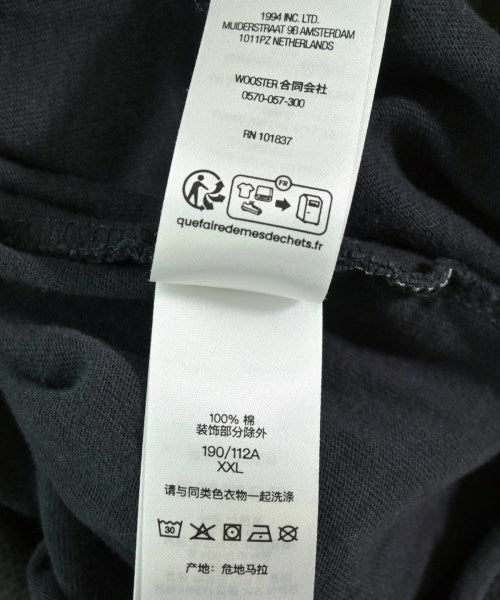 1994 INC. LTD.
MUIDERSTRAAT 9B AMSTERDAM
1011PZ NETHERLANDS
WOOSTER 合同会社
0570-057-300
RN 101837
FR
quefairedemesdechets.fr
100% 棉
装饰部分除外
190/112A
XXL
请与同类色衣物一起洗涤
30
产地: 危地马拉